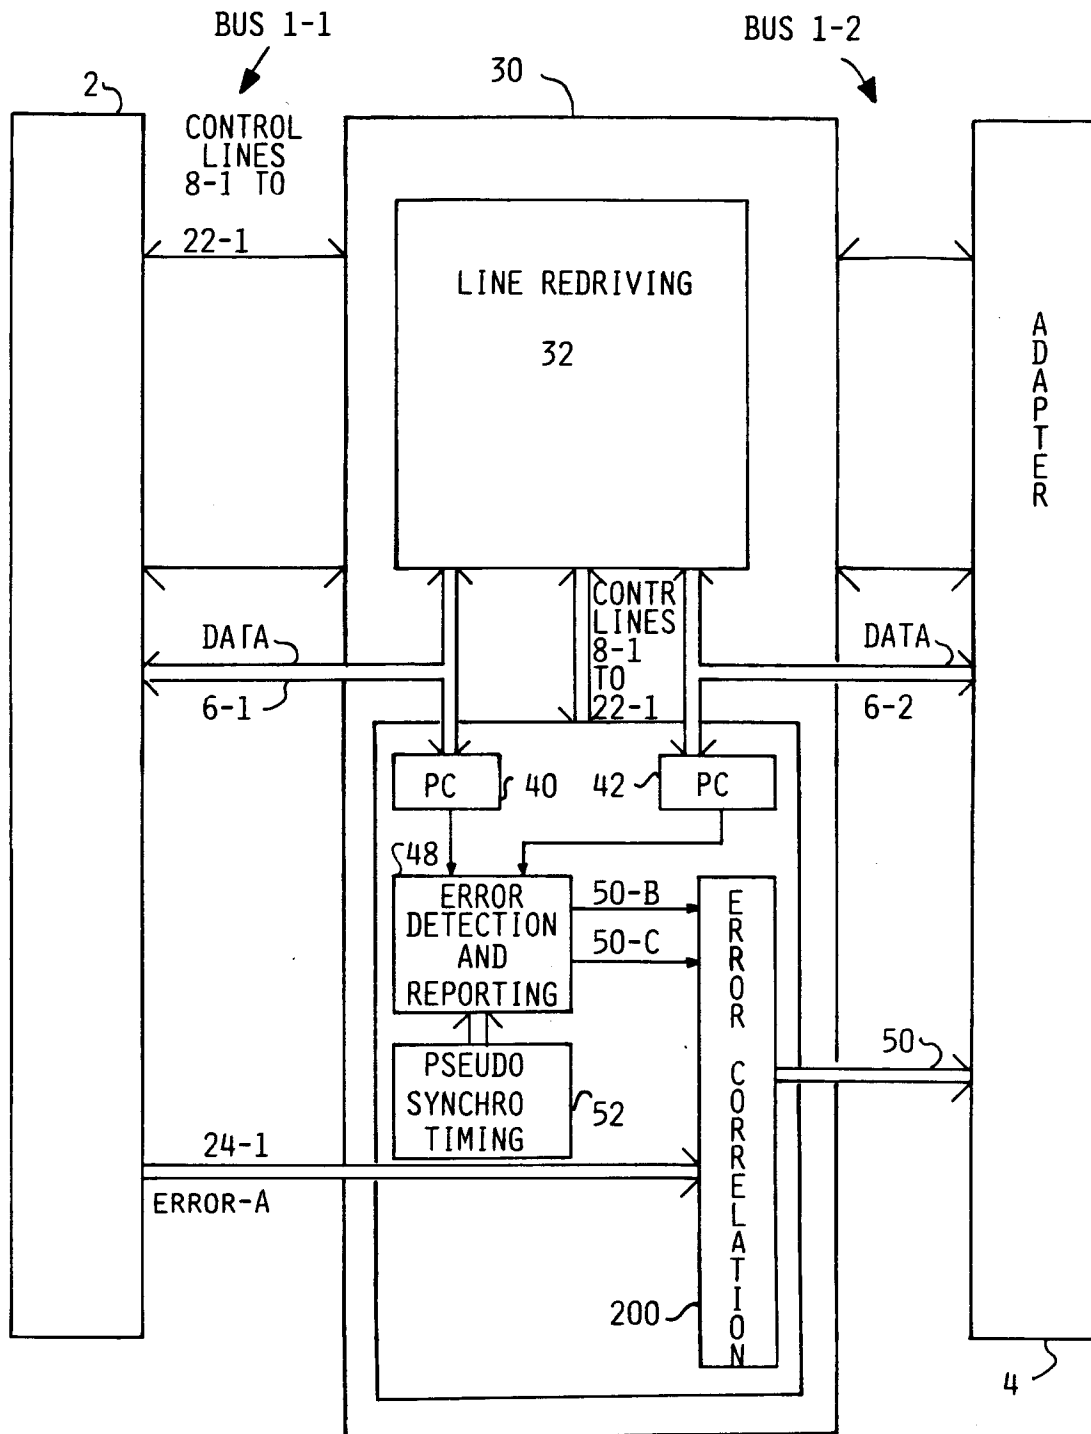 BUS 1-1
BUS 1-2
2
30
CONTROL
LINES
8-1 TO
22-1
LINE REDRIVING
32
ADAPTER
CONTR
LINES
8-1
TO
22-1
DATA
6-1
DATA
6-2
PC
40
42
PC
48
ERROR
DETECTION
AND
REPORTING
50-B
50-C
ERROR CORRELATION
50
PSEUDO
SYNCHRO
TIMING
52
24-1
ERROR-A
200
4